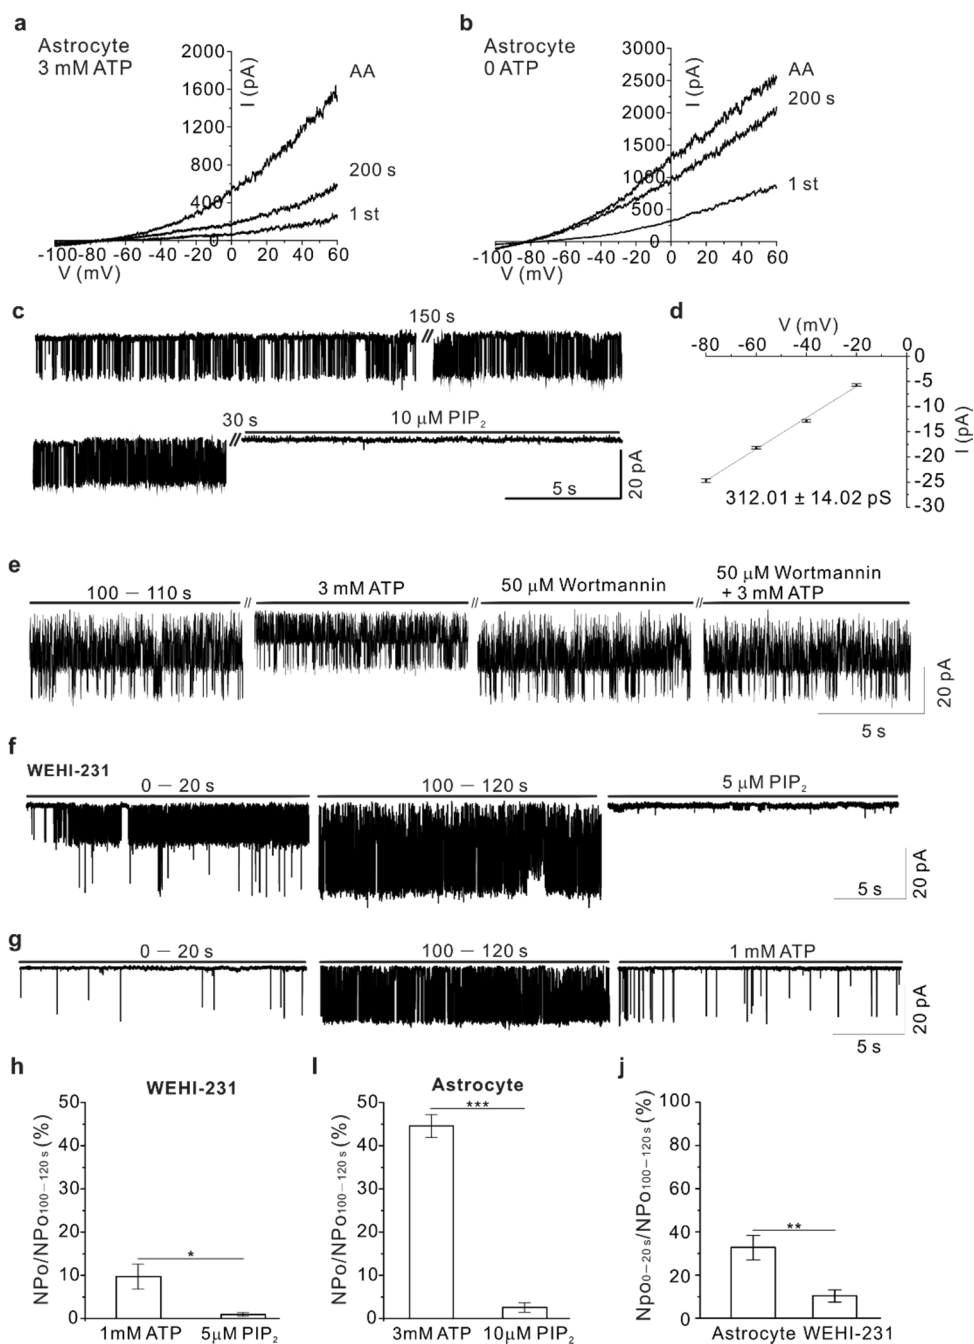 a
Astrocyte
3 mM ATP
2000
1600
1200
800
400
0
I (pA)
AA
200 s
1 st
-100
-80
-60
-40
-20
0
20
40
60
V (mV)
b
Astrocyte
0 ATP
3000
2500
2000
1500
1000
500
0
I (pA)
AA
200 s
1 st
-100
-80
-60
-40
-20
0
20
40
60
V (mV)
c
150 s
//
30 s
//
10 μM PIP2
5 s
20 pA
d
V (mV)
-80
-60
-40
-20
0
0
-5
-10
-15
-20
-25
-30
I (pA)
312.01 ± 14.02 pS
e
100 – 110 s
//
3 mM ATP
//
50 μM Wortmannin
//
50 μM Wortmannin
+ 3 mM ATP
20 pA
5 s
f
WEHI-231
0 – 20 s
100 – 120 s
5 μM PIP2
20 pA
5 s
g
0 – 20 s
100 – 120 s
1 mM ATP
20 pA
5 s
h
WEHI-231
NPo/NPo100–120 s (%)
50
40
30
20
10
0
*
1mM ATP
5μM PIP2
I
Astrocyte
NPo/NPo100–120 s (%)
50
40
30
20
10
0
***
3mM ATP
10μM PIP2
j
Npo0–20 s/NPo100–120 s (%)
100
80
60
40
20
0
**
Astrocyte
WEHI-231